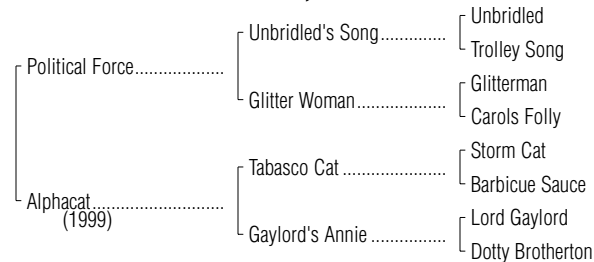 Unbridled
Unbridled's Song...............
Trolley Song
Political Force...................
Glitterman
Glitter Woman....................
Carols Folly
Storm Cat
Tabasco Cat .......................
Barbicue Sauce
Alphacat............................
(1999)
Lord Gaylord
Gaylord's Annie .................
Dotty Brotherton